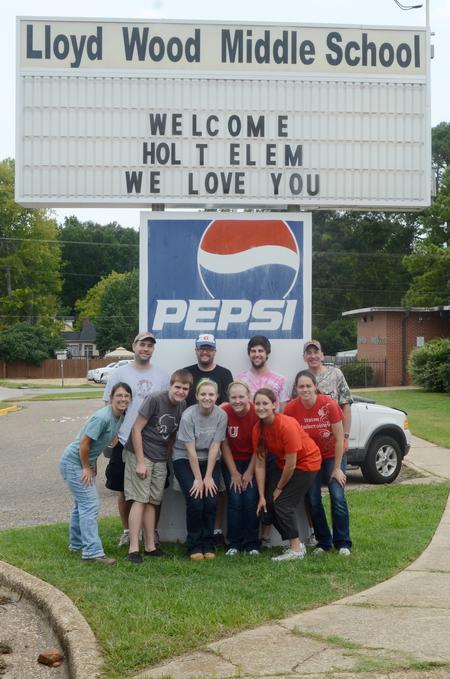 Lloyd Wood Middle School
WELCOME
HOLT ELEM
WE LOVE YOU
PEPSI
U